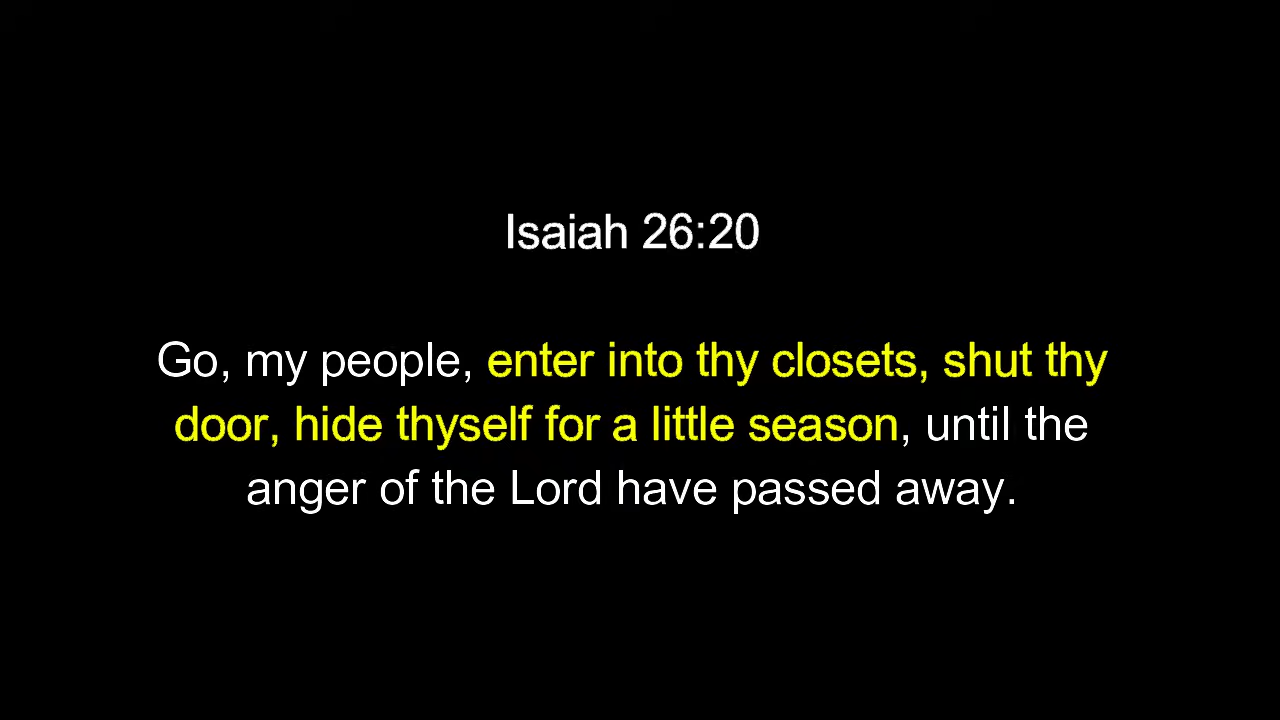 Isaiah 26:20
Go, my people, enter into thy closets, shut thy
door, hide thyself for a little season, until the
anger of the Lord have passed away.